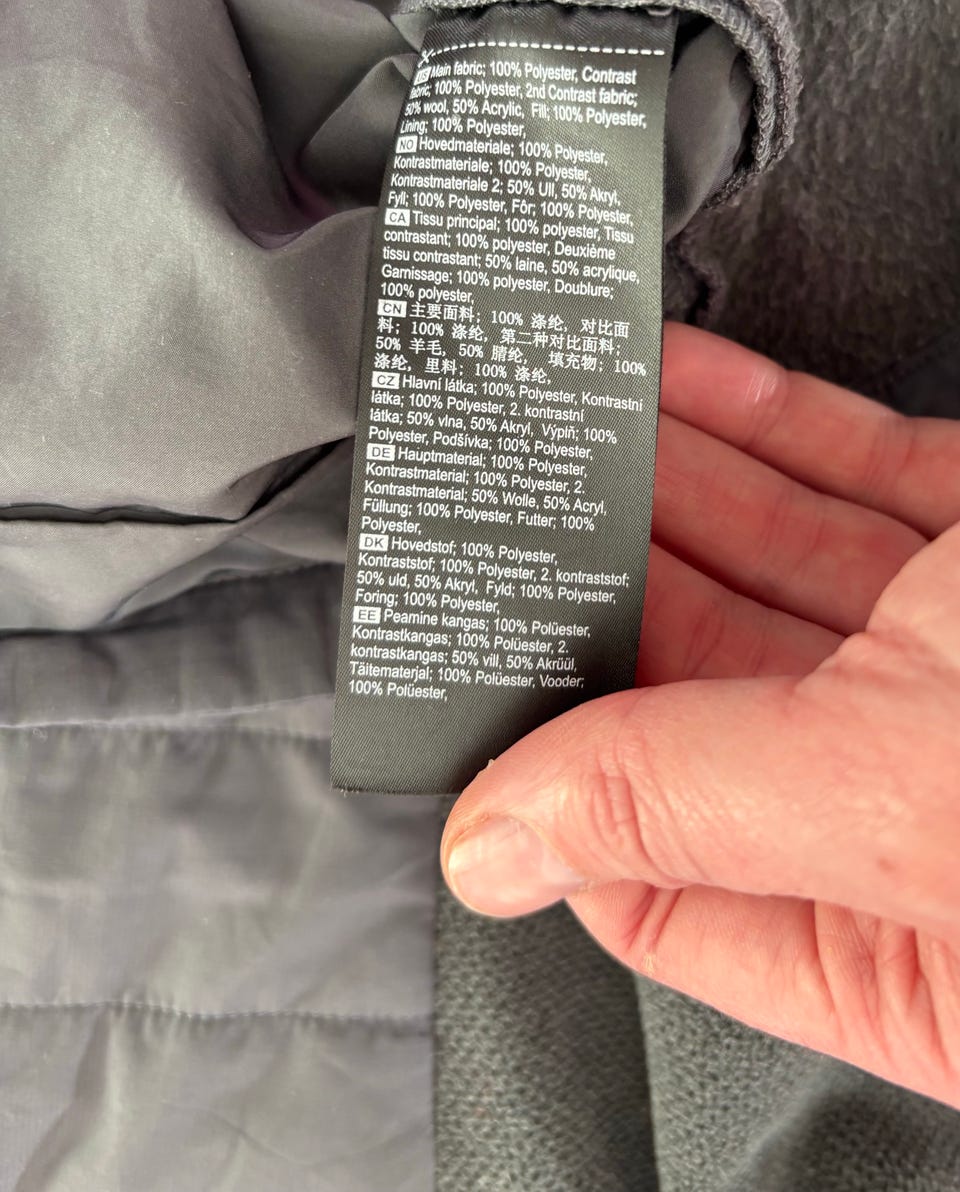 Main fabric; 100% Polyester, Contrast
fabric; 100% Polyester, 2nd Contrast fabric;
50% wool, 50% Acrylic, Fill; 100% Polyester,
Lining; 100% Polyester,
NO Hovedmateriale; 100% Polyester,
Kontrastmateriale; 100% Polyester,
Kontrastmateriale 2; 50% Ull, 50% Akryl,
Fyll; 100% Polyester, Fôr; 100% Polyester,
CA Tissu principal; 100% polyester, Tissu
contrastant; 100% polyester, Deuxième
tissu contrastant; 50% laine, 50% acrylique,
Garnissage; 100% polyester, Doublure;
100% polyester,
CN 主要面料; 100% 涤纶, 对比面
料; 100% 涤纶, 第二种对比面料;
50% 羊毛, 50% 腈纶, 填充物; 100%
涤纶, 里料; 100% 涤纶,
CZ Hlavní látka; 100% Polyester, Kontrastní
látka; 100% Polyester, 2. kontrastní
látka; 50% vlna, 50% Akryl, Výplň; 100%
Polyester, Podšívka; 100% Polyester,
DE Hauptmaterial; 100% Polyester,
Kontrastmaterial; 100% Polyester, 2.
Kontrastmaterial; 50% Wolle, 50% Acryl,
Füllung; 100% Polyester, Futter; 100%
Polyester,
DK Hovedstof; 100% Polyester,
Kontraststof; 100% Polyester, 2. kontraststof;
50% uld, 50% Akryl, Fyld; 100% Polyester,
Foring; 100% Polyester,
EE Peamine kangas; 100% Polüester,
Kontrastkangas; 100% Polüester, 2.
kontrastkangas; 50% vill, 50% Akrüül,
Täitematerjal; 100% Polüester, Vooder;
100% Polüester,